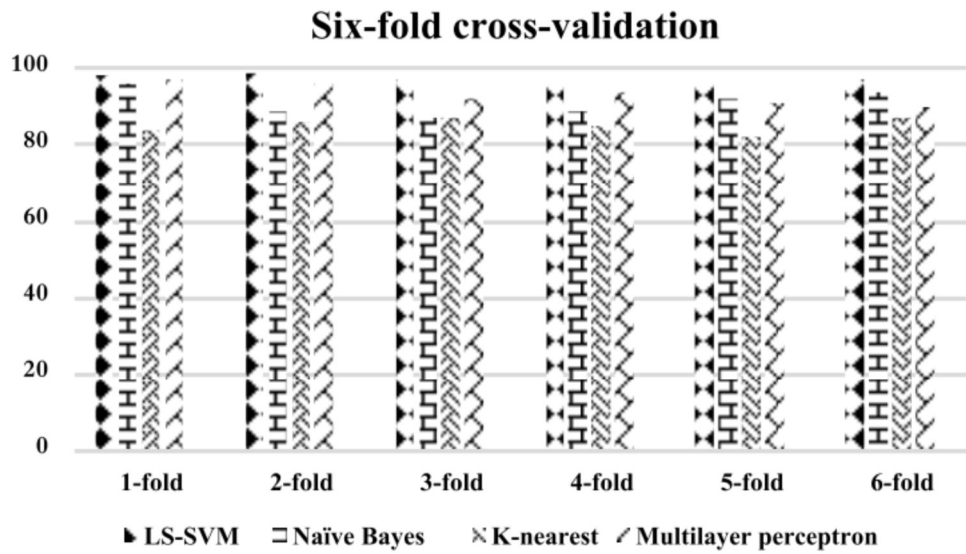 Six-fold cross-validation
100
80
60
40
20
0
1-fold 2-fold 3-fold 4-fold 5-fold 6-fold
LS-SVM Naïve Bayes K-nearest Multilayer perceptron